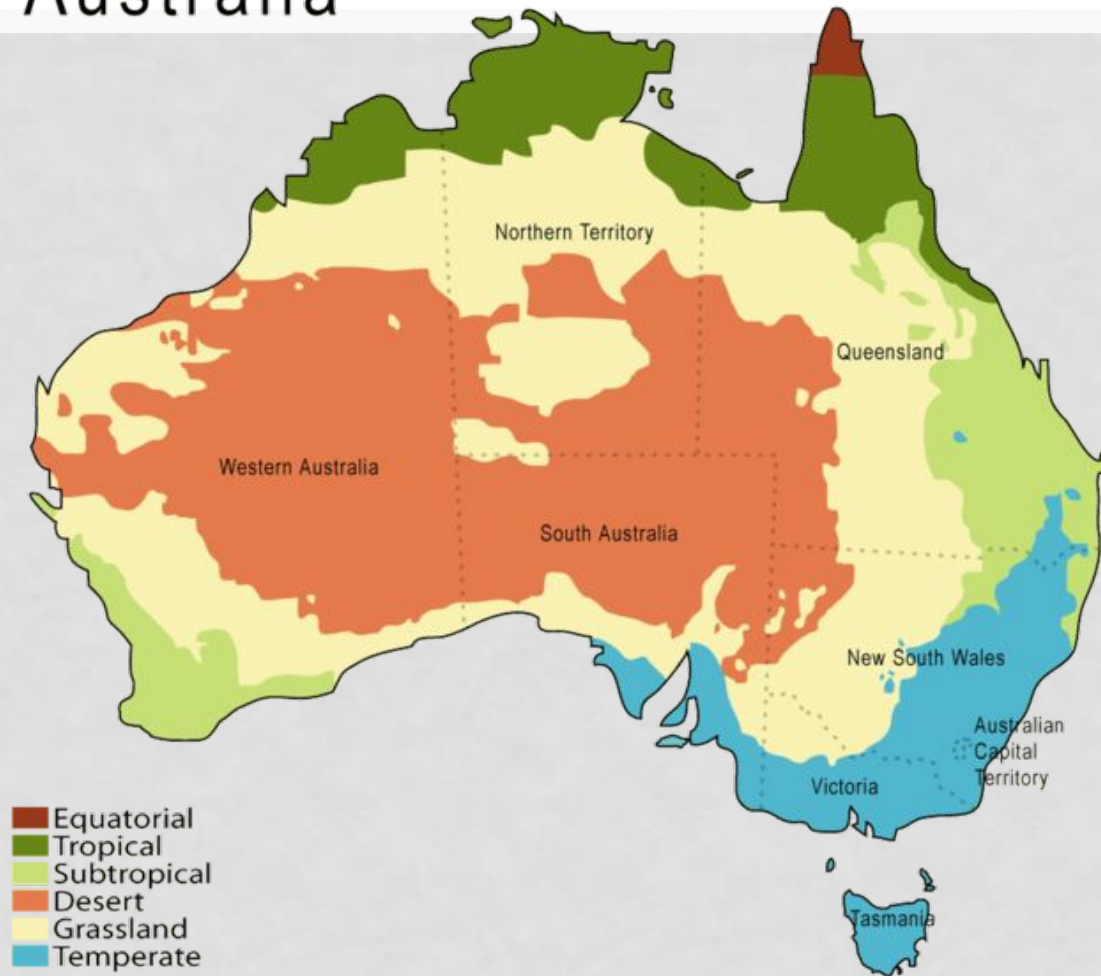 Australia
Northern Territory
Queensland
Western Australia
South Australia
New South Wales
Australian
Capital
Territory
Victoria
Tasmania
Equatorial
Tropical
Subtropical
Desert
Grassland
Temperate